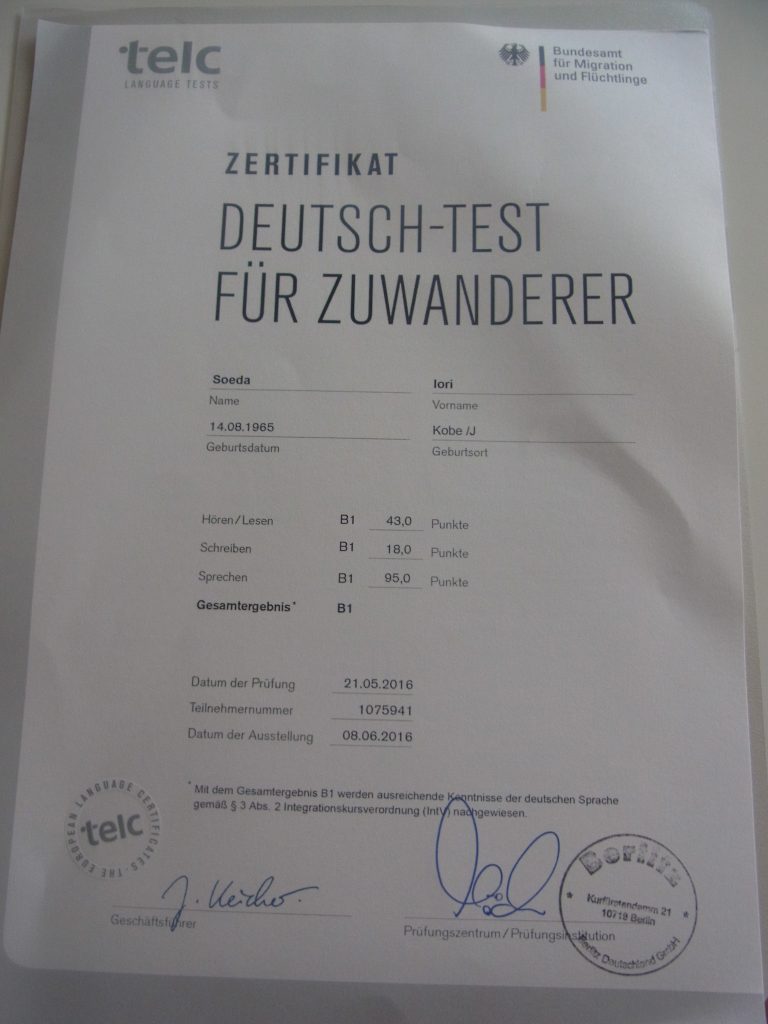 telc
LANGUAGE TESTS
Bundesamt
für Migration
und Flüchtlinge
ZERTIFIKAT
DEUTSCH-TEST
FÜR ZUWANDERER
Soeda
Name
Iori
Vorname
14.08.1965
Geburtsdatum
Kobe /J
Geburtsort
Hören/Lesen B1 43,0 Punkte
Schreiben B1 18,0 Punkte
Sprechen B1 95,0 Punkte
Gesamtergebnis* B1
Datum der Prüfung 21.05.2016
Teilnehmernummer 1075941
Datum der Ausstellung 08.06.2016
* Mit dem Gesamtergebnis B1 werden ausreichende Kenntnisse der deutschen Sprache
gemäß § 3 Abs. 2 Integrationskursverordnung (IntV) nachgewiesen.
THE EUROPEAN LANGUAGE CERTIFICATES
telc
Geschäftsführer
Prüfungszentrum/Prüfungsinstitution
Berlitz
Kurfürstendamm 21
10719 Berlin
Berlitz Deutschland GmbH